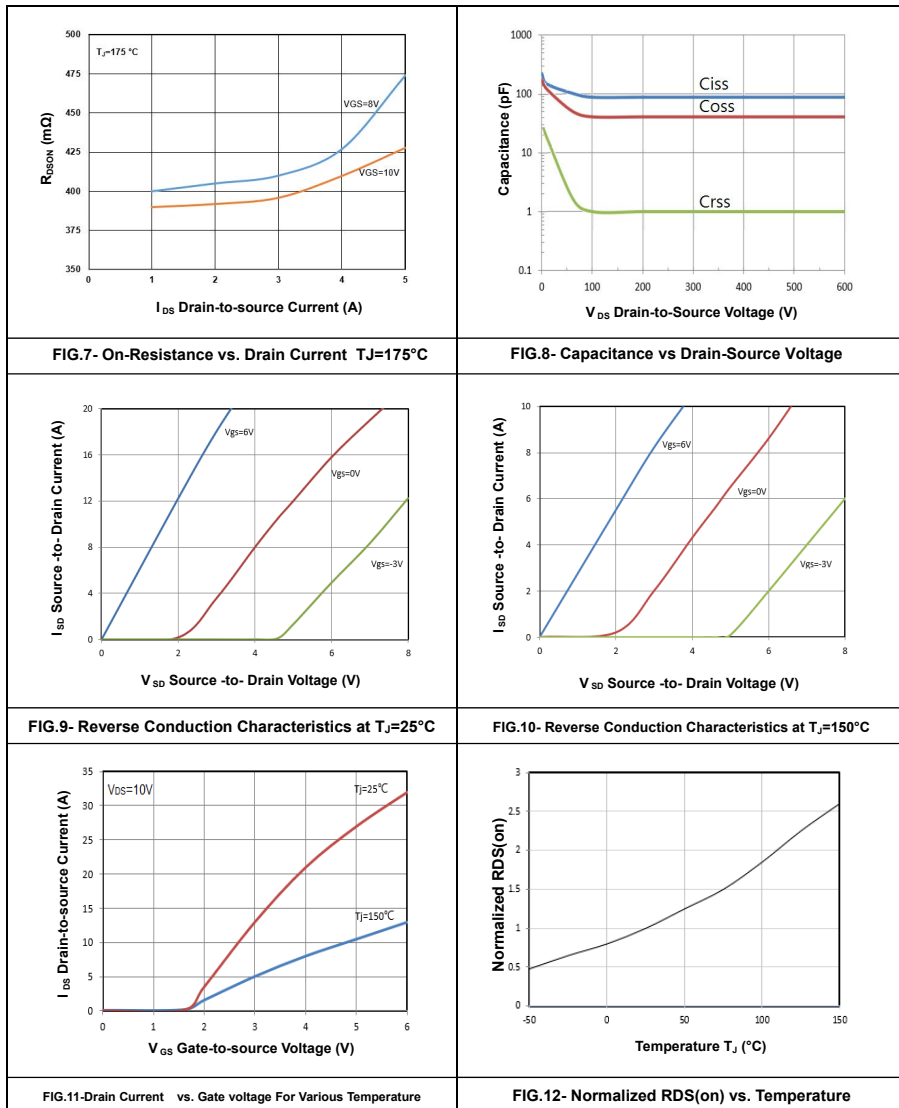 500
475
450
425
400
375
350
R DSON (mΩ)
TJ=175 °C
VGS=8V
VGS=10V
0 1 2 3 4 5
I DS Drain-to-source Current (A)
FIG.7- On-Resistance vs. Drain Current TJ=175°C
1000
100
10
1
0.1
Capacitance (pF)
Ciss
Coss
Crss
0 100 200 300 400 500 600
V DS Drain-to-Source Voltage (V)
FIG.8- Capacitance vs Drain-Source Voltage
20
16
12
8
4
0
I SD Source -to- Drain Current (A)
Vgs=6V
Vgs=0V
Vgs=-3V
0 2 4 6 8
V SD Source -to- Drain Voltage (V)
FIG.9- Reverse Conduction Characteristics at TJ=25°C
10
8
6
4
2
0
I SD Source -to- Drain Current (A)
Vgs=6V
Vgs=0V
Vgs=-3V
0 2 4 6 8
V SD Source -to- Drain Voltage (V)
FIG.10- Reverse Conduction Characteristics at TJ=150°C
35
30
25
20
15
10
5
0
I DS Drain-to-source Current (A)
VDS=10V
Tj=25℃
Tj=150℃
0 1 2 3 4 5 6
V GS Gate-to-source Voltage (V)
FIG.11-Drain Current vs. Gate voltage For Various Temperature
3
2.5
2
1.5
1
0.5
0
Normalized RDS(on)
-50 0 50 100 150
Temperature TJ (°C)
FIG.12- Normalized RDS(on) vs. Temperature